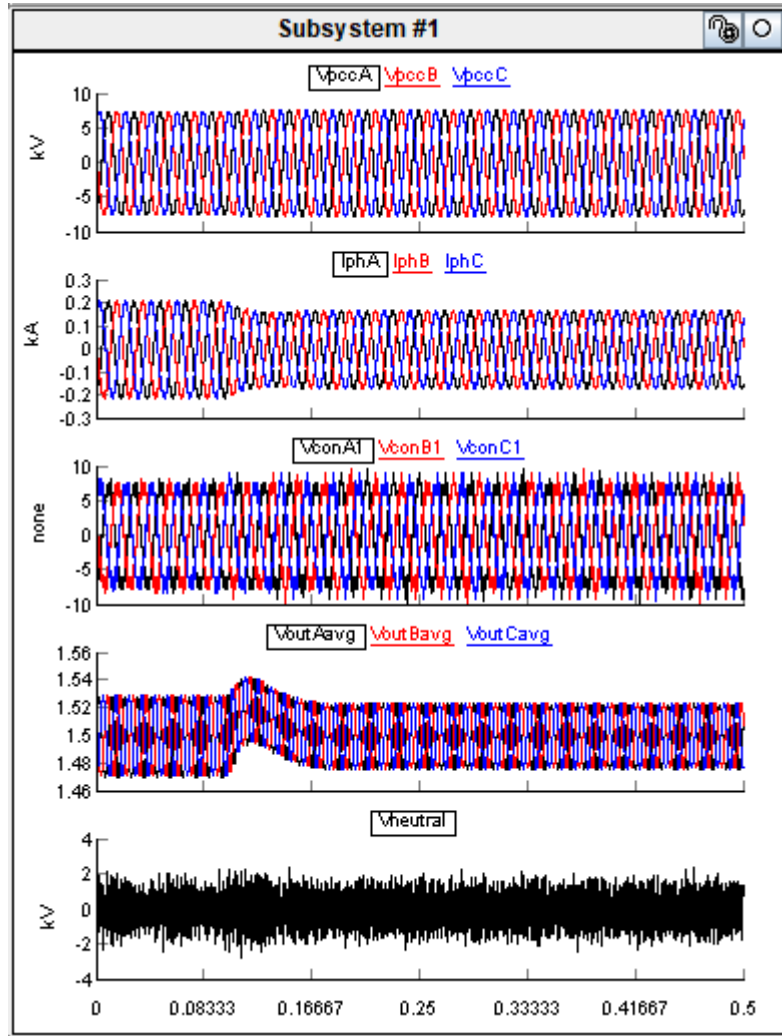 Subsystem #1
VpccA VpccB VpccC
10
5
0
-5
-10
kV
IphA IphB IphC
0.3
0.2
0.1
0
-0.1
-0.2
-0.3
kA
VconA1 VconB1 VconC1
10
5
0
-5
-10
none
VoutAavg VoutBavg VoutCavg
1.56
1.54
1.52
1.5
1.48
1.46
Vneutral
4
2
0
-2
-4
kV
0 0.08333 0.16667 0.25 0.33333 0.41667 0.5